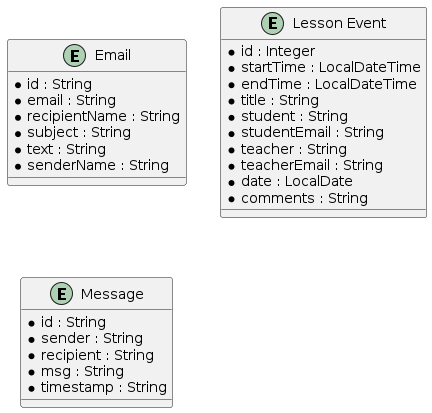 E Email
id : String
email : String
recipientName : String
subject : String
text : String
senderName : String
E Lesson Event
id : Integer
startTime : LocalDateTime
endTime : LocalDateTime
title : String
student : String
studentEmail : String
teacher : String
teacherEmail : String
date : LocalDate
comments : String
E Message
id : String
sender : String
recipient : String
msg : String
timestamp : String